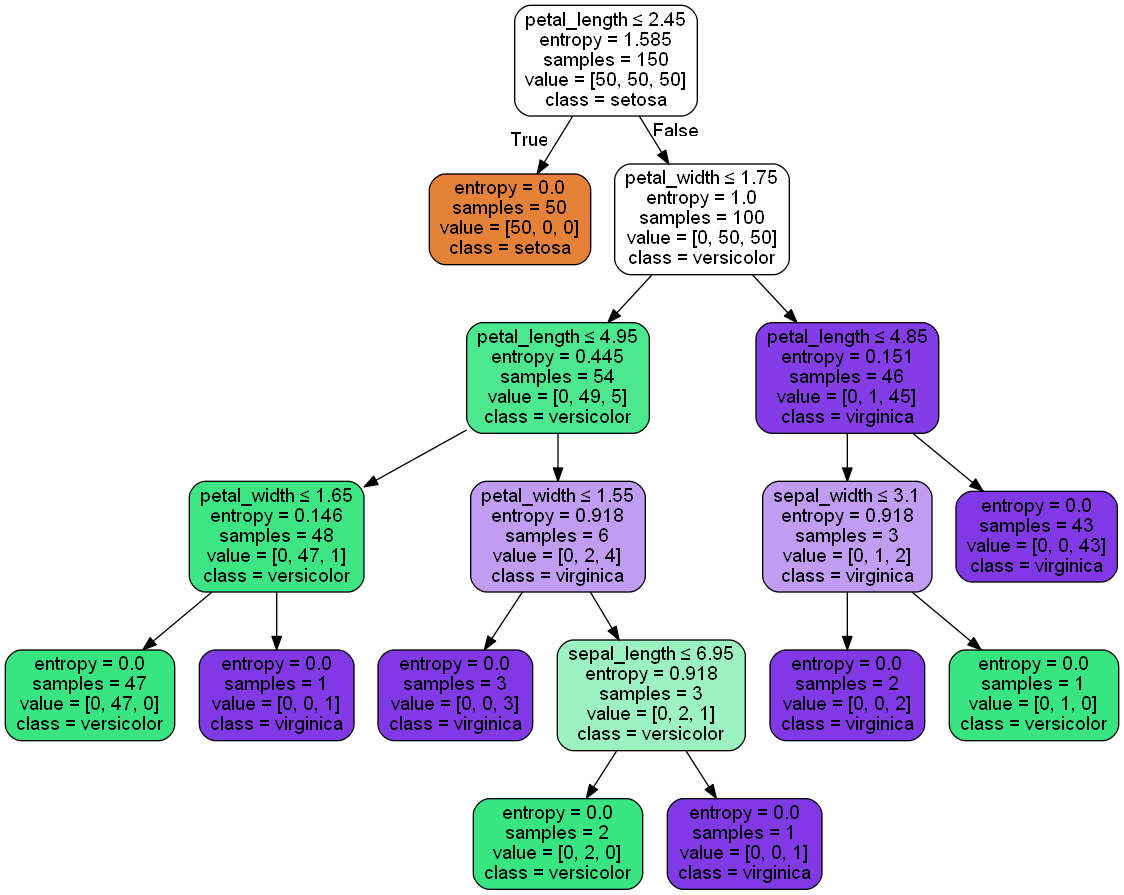 petal_length ≤ 2.45
entropy = 1.585
samples = 150
value = [50, 50, 50]
class = setosa
True
False
entropy = 0.0
samples = 50
value = [50, 0, 0]
class = setosa
petal_width ≤ 1.75
entropy = 1.0
samples = 100
value = [0, 50, 50]
class = versicolor
petal_length ≤ 4.95
entropy = 0.445
samples = 54
value = [0, 49, 5]
class = versicolor
petal_length ≤ 4.85
entropy = 0.151
samples = 46
value = [0, 1, 45]
class = virginica
petal_width ≤ 1.65
entropy = 0.146
samples = 48
value = [0, 47, 1]
class = versicolor
petal_width ≤ 1.55
entropy = 0.918
samples = 6
value = [0, 2, 4]
class = virginica
sepal_width ≤ 3.1
entropy = 0.918
samples = 3
value = [0, 1, 2]
class = virginica
entropy = 0.0
samples = 43
value = [0, 0, 43]
class = virginica
entropy = 0.0
samples = 47
value = [0, 47, 0]
class = versicolor
entropy = 0.0
samples = 1
value = [0, 0, 1]
class = virginica
entropy = 0.0
samples = 3
value = [0, 0, 3]
class = virginica
sepal_length ≤ 6.95
entropy = 0.918
samples = 3
value = [0, 2, 1]
class = versicolor
entropy = 0.0
samples = 2
value = [0, 0, 2]
class = virginica
entropy = 0.0
samples = 1
value = [0, 1, 0]
class = versicolor
entropy = 0.0
samples = 2
value = [0, 2, 0]
class = versicolor
entropy = 0.0
samples = 1
value = [0, 0, 1]
class = virginica